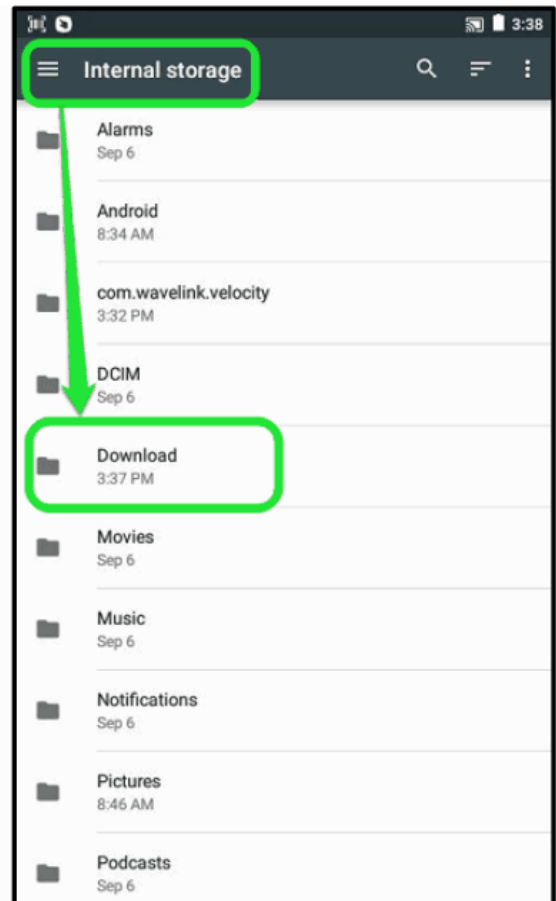 3:38
Internal storage
Alarms
Sep 6
Android
8:34 AM
com.wavelink.velocity
3:32 PM
DCIM
Sep 6
Download
3:37 PM
Movies
Sep 6
Music
Sep 6
Notifications
Sep 6
Pictures
8:46 AM
Podcasts
Sep 6